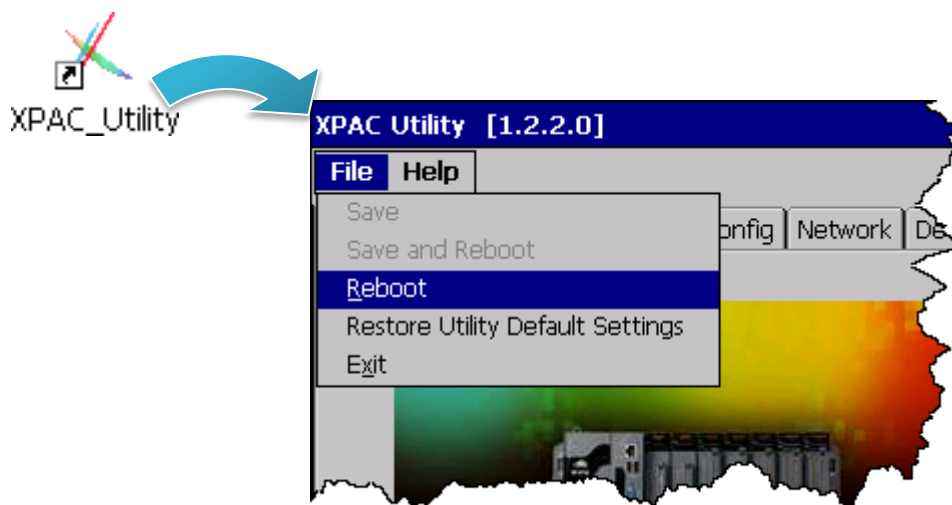 XPAC_Utility
XPAC Utility [1.2.2.0]
File Help
Save
Save and Reboot
Reboot
Restore Utility Default Settings
Exit
onfig Network De